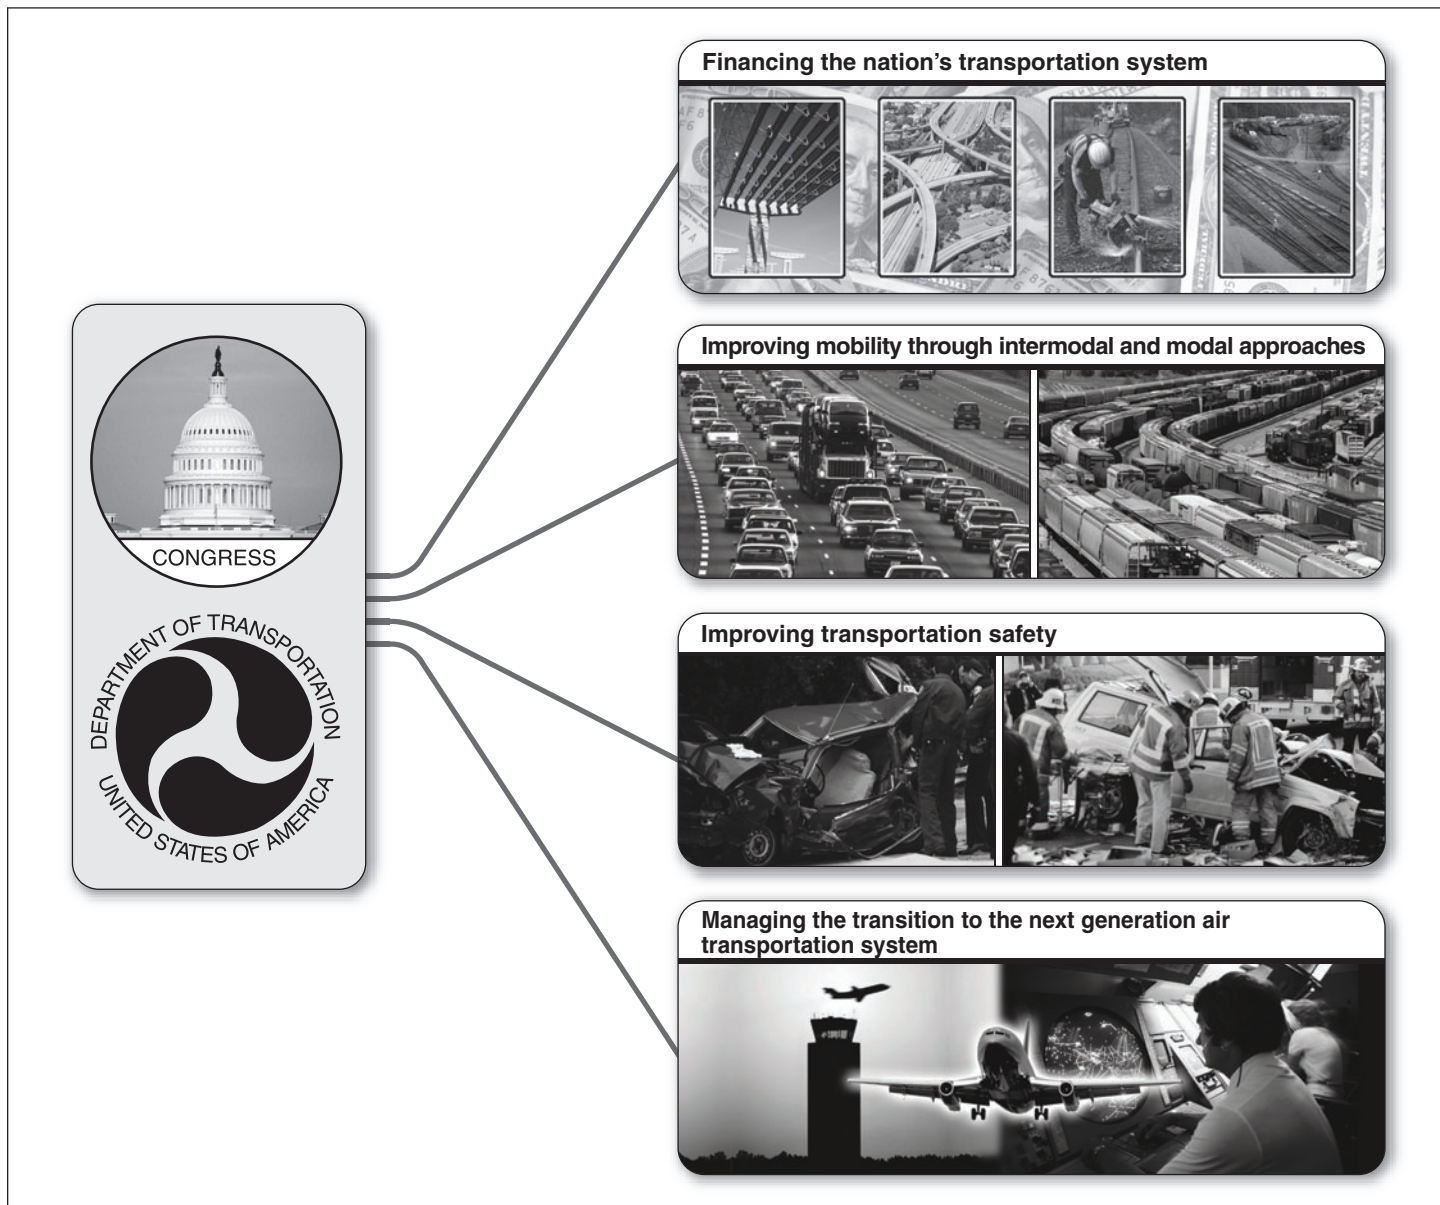 Financing the nation's transportation system
Improving mobility through intermodal and modal approaches
CONGRESS
DEPARTMENT OF TRANSPORTATION
UNITED STATES OF AMERICA
Improving transportation safety
Managing the transition to the next generation air
transportation system